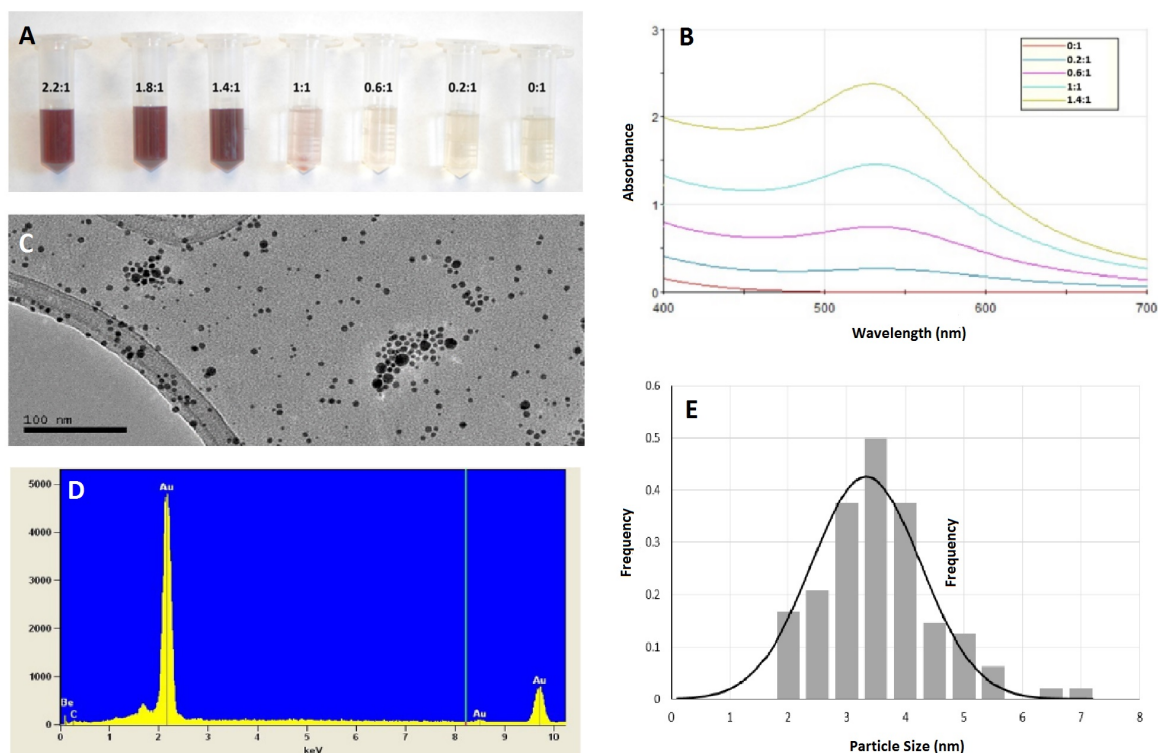 A
2.2:1 1.8:1 1.4:1 1:1 0.6:1 0.2:1 0:1
B
3
2
1
0
400 500 600 700
Absorbance
Wavelength (nm)
0:1
0.2:1
0.6:1
1:1
1.4:1
C
100 nm
D
5000
4000
3000
2000
1000
0
Au
Be
C
Au
Au
0 1 2 3 4 5 6 7 8 9 10
keV
E
0.6
0.5
0.4
0.3
0.2
0.1
0
Frequency
Frequency
0 1 2 3 4 5 6 7 8
Particle Size (nm)